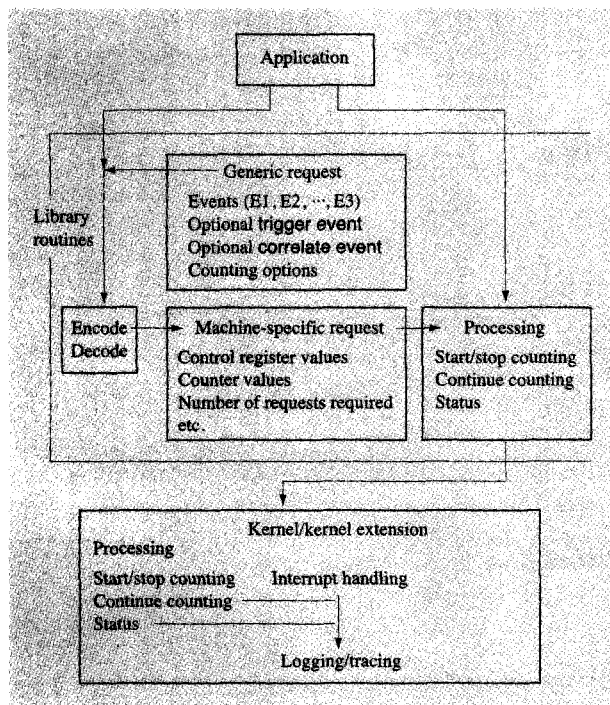 Application
Generic request
Events (E1, E2, ···, E3)
Optional trigger event
Optional correlate event
Counting options
Library
routines
Encode
Decode
Machine-specific request
Control register values
Counter values
Number of requests required
etc.
Processing
Start/stop counting
Continue counting
Status
Kernel/kernel extension
Processing
Start/stop counting
Interrupt handling
Continue counting
Status
Logging/tracing